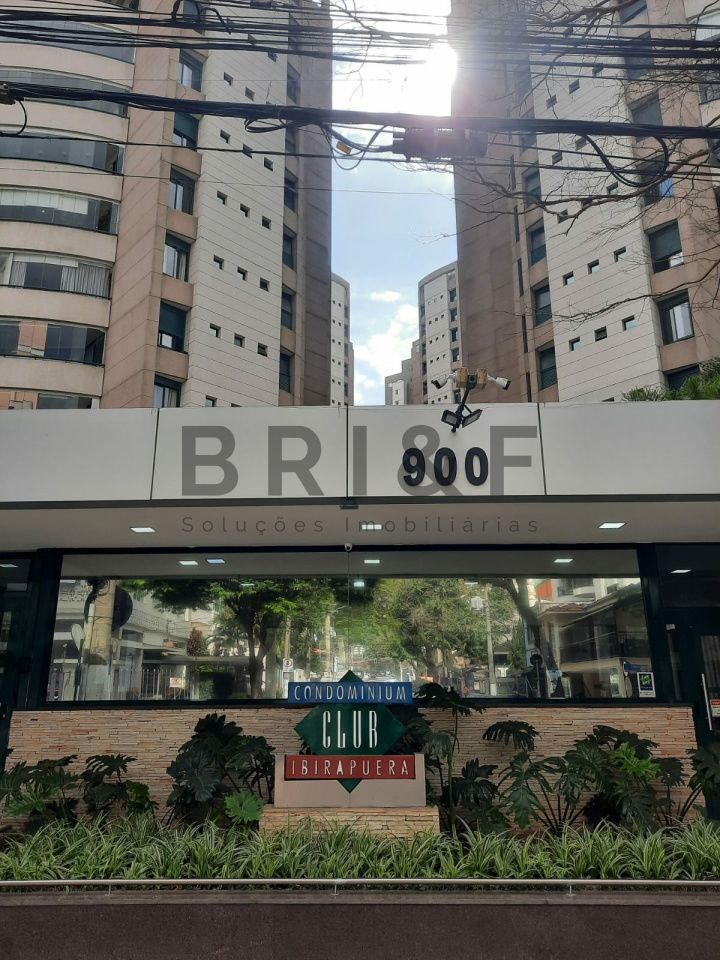 BRI&F
900
Soluções Imobiliárias
CONDOMINIUM
CLUB
IBIRAPUERA